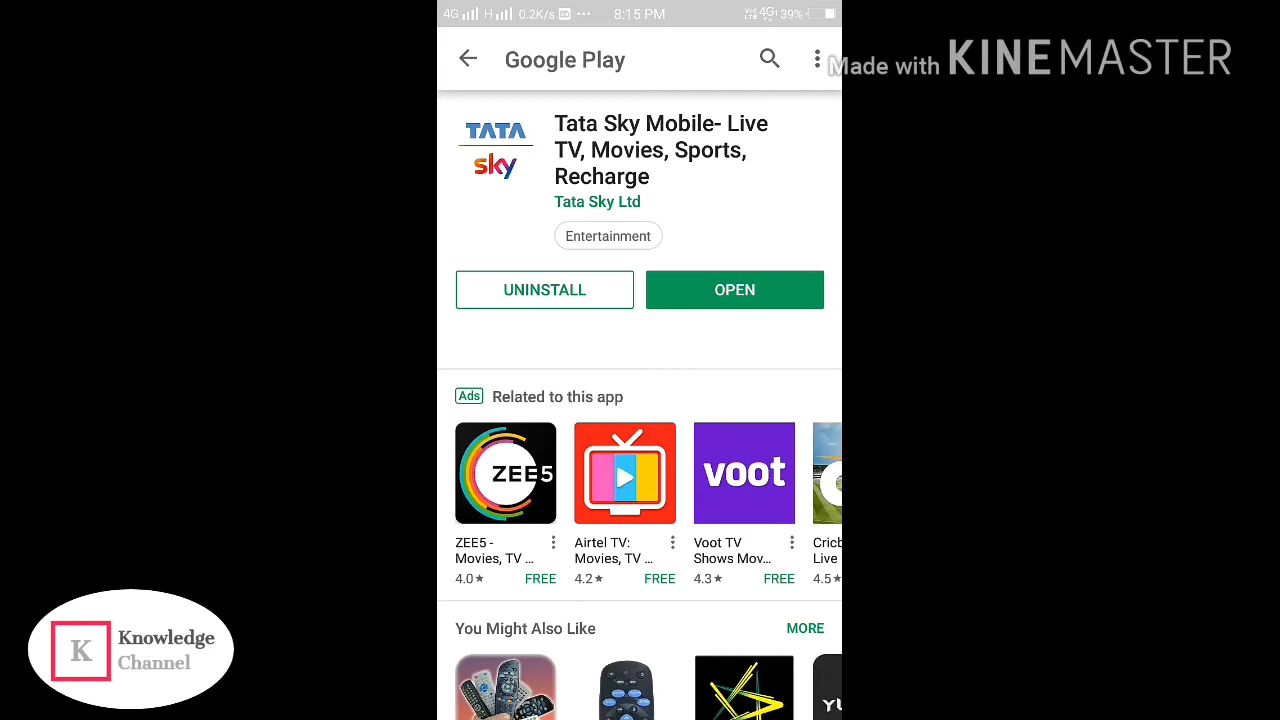 4G H 0.2K/s ... 8:15 PM 4G 39%
Google Play
Made with KINEMASTER
TATA
sky
Tata Sky Mobile- Live
TV, Movies, Sports,
Recharge
Tata Sky Ltd
Entertainment
UNINSTALL OPEN
Ads Related to this app
ZEE5
voot
ZEE5 -
Movies, TV ...
4.0★ FREE
Airtel TV:
Movies, TV ...
4.2★ FREE
Voot TV
Shows Mov...
4.3★ FREE
Cricb
Live
4.5★
You Might Also Like MORE
YU
K
Knowledge
Channel